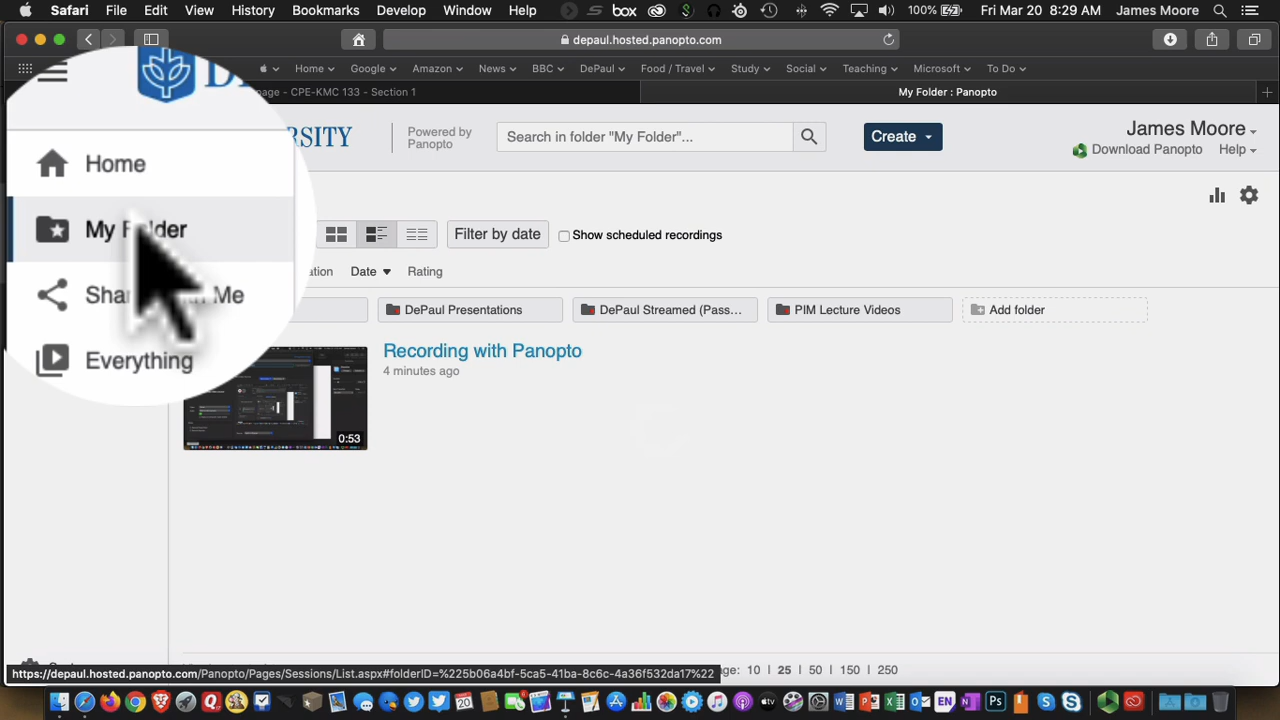 Safari File Edit View History Bookmarks Develop Window Help box 100% Fri Mar 20 8:29 AM James Moore
depaul.hosted.panopto.com
Home Google Amazon News BBC DePaul Food / Travel Study Social Teaching Microsoft To Do
page - CPE-KMC 133 - Section 1
My Folder : Panopto
D
RSITY
Powered by
Panopto
Search in folder "My Folder"...
Create
James Moore
Download Panopto Help
Home
My Folder
Filter by date
Show scheduled recordings
Date Rating
DePaul Presentations
DePaul Streamed (Pass...
PIM Lecture Videos
Add folder
Me
Everything
Recording with Panopto
4 minutes ago
0:53
https://depaul.hosted.panopto.com/Panopto/Pages/Sessions/List.aspx#folderID=%225b06a4bf-5ca5-41ba-8c6c-4a36f532da17%22
ge: 10 | 25 | 50 | 150 | 250